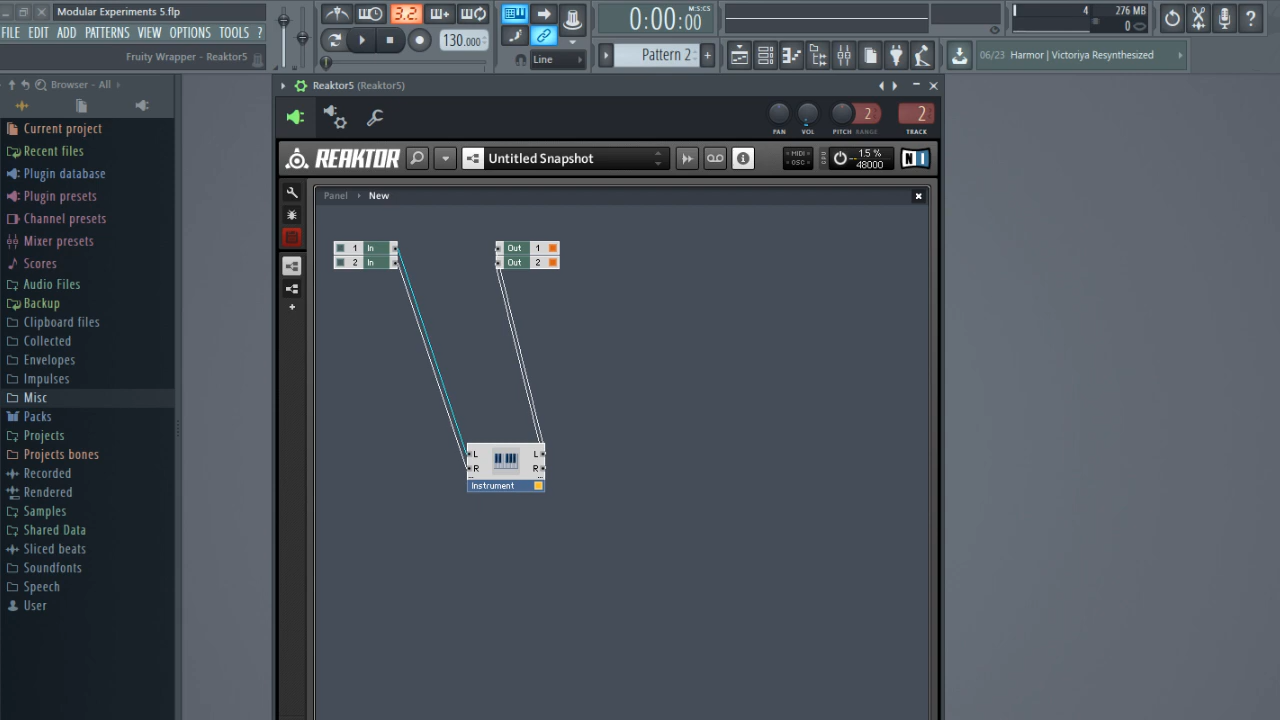 Modular Experiments 5.flp
FILE EDIT ADD PATTERNS VIEW OPTIONS TOOLS ?
Fruity Wrapper - Reaktor5
3.2.
130.000
Line
0:00:00
M:S:CS
Pattern 2
4
276 MB
0
06/23 Harmor | Victoriya Resynthesized
Browser - All
Current project
Recent files
Plugin database
Plugin presets
Channel presets
Mixer presets
Scores
Audio Files
Backup
Clipboard files
Collected
Envelopes
Impulses
Misc
Packs
Projects
Projects bones
Recorded
Rendered
Samples
Shared Data
Sliced beats
Soundfonts
Speech
User
Reaktor5 (Reaktor5)
2
2
PAN VOL PITCH RANGE TRACK
REAKTOR
Untitled Snapshot
MIDI
OSC
CPU
1.5 %
48000
NI
Panel New
1 In
2 In
Out 1
Out 2
L L
R R
Instrument